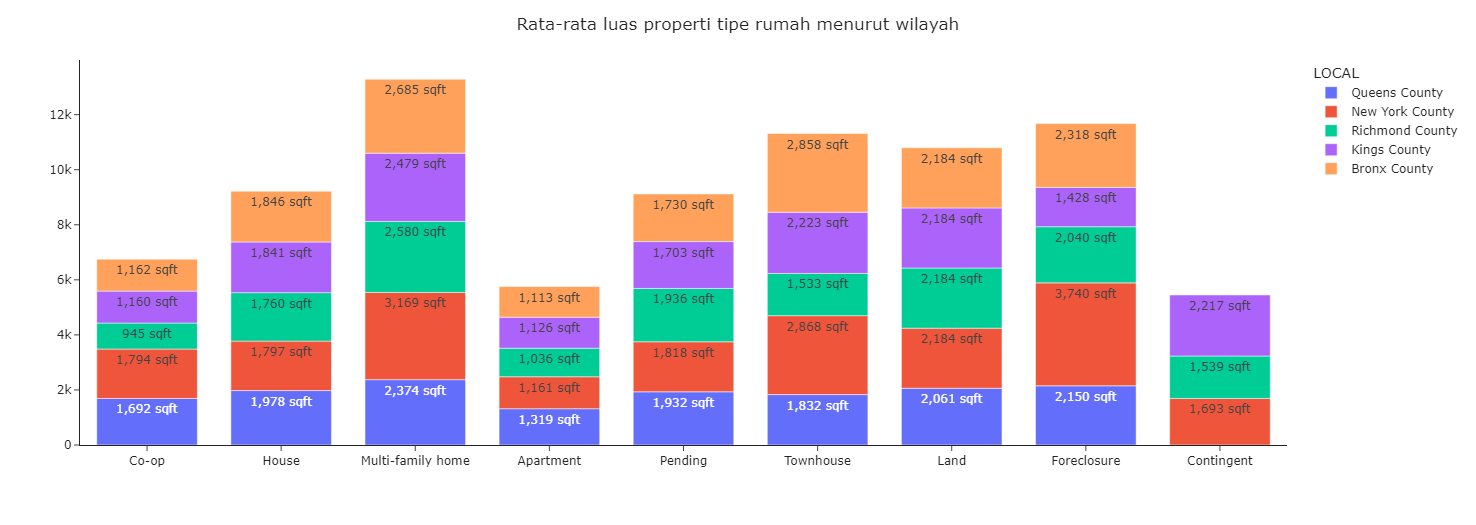 Rata-rata luas properti tipe rumah menurut wilayah
LOCAL
Queens County
New York County
Richmond County
Kings County
Bronx County
12k
10k
8k
6k
4k
2k
0
1,162 sqft
1,160 sqft
945 sqft
1,794 sqft
1,692 sqft
1,846 sqft
1,841 sqft
1,760 sqft
1,797 sqft
1,978 sqft
2,685 sqft
2,479 sqft
2,580 sqft
3,169 sqft
2,374 sqft
1,113 sqft
1,126 sqft
1,036 sqft
1,161 sqft
1,319 sqft
1,730 sqft
1,703 sqft
1,936 sqft
1,818 sqft
1,932 sqft
2,858 sqft
2,223 sqft
1,533 sqft
2,868 sqft
1,832 sqft
2,184 sqft
2,184 sqft
2,184 sqft
2,184 sqft
2,061 sqft
2,318 sqft
1,428 sqft
2,040 sqft
3,740 sqft
2,150 sqft
2,217 sqft
1,539 sqft
1,693 sqft
Co-op
House
Multi-family home
Apartment
Pending
Townhouse
Land
Foreclosure
Contingent